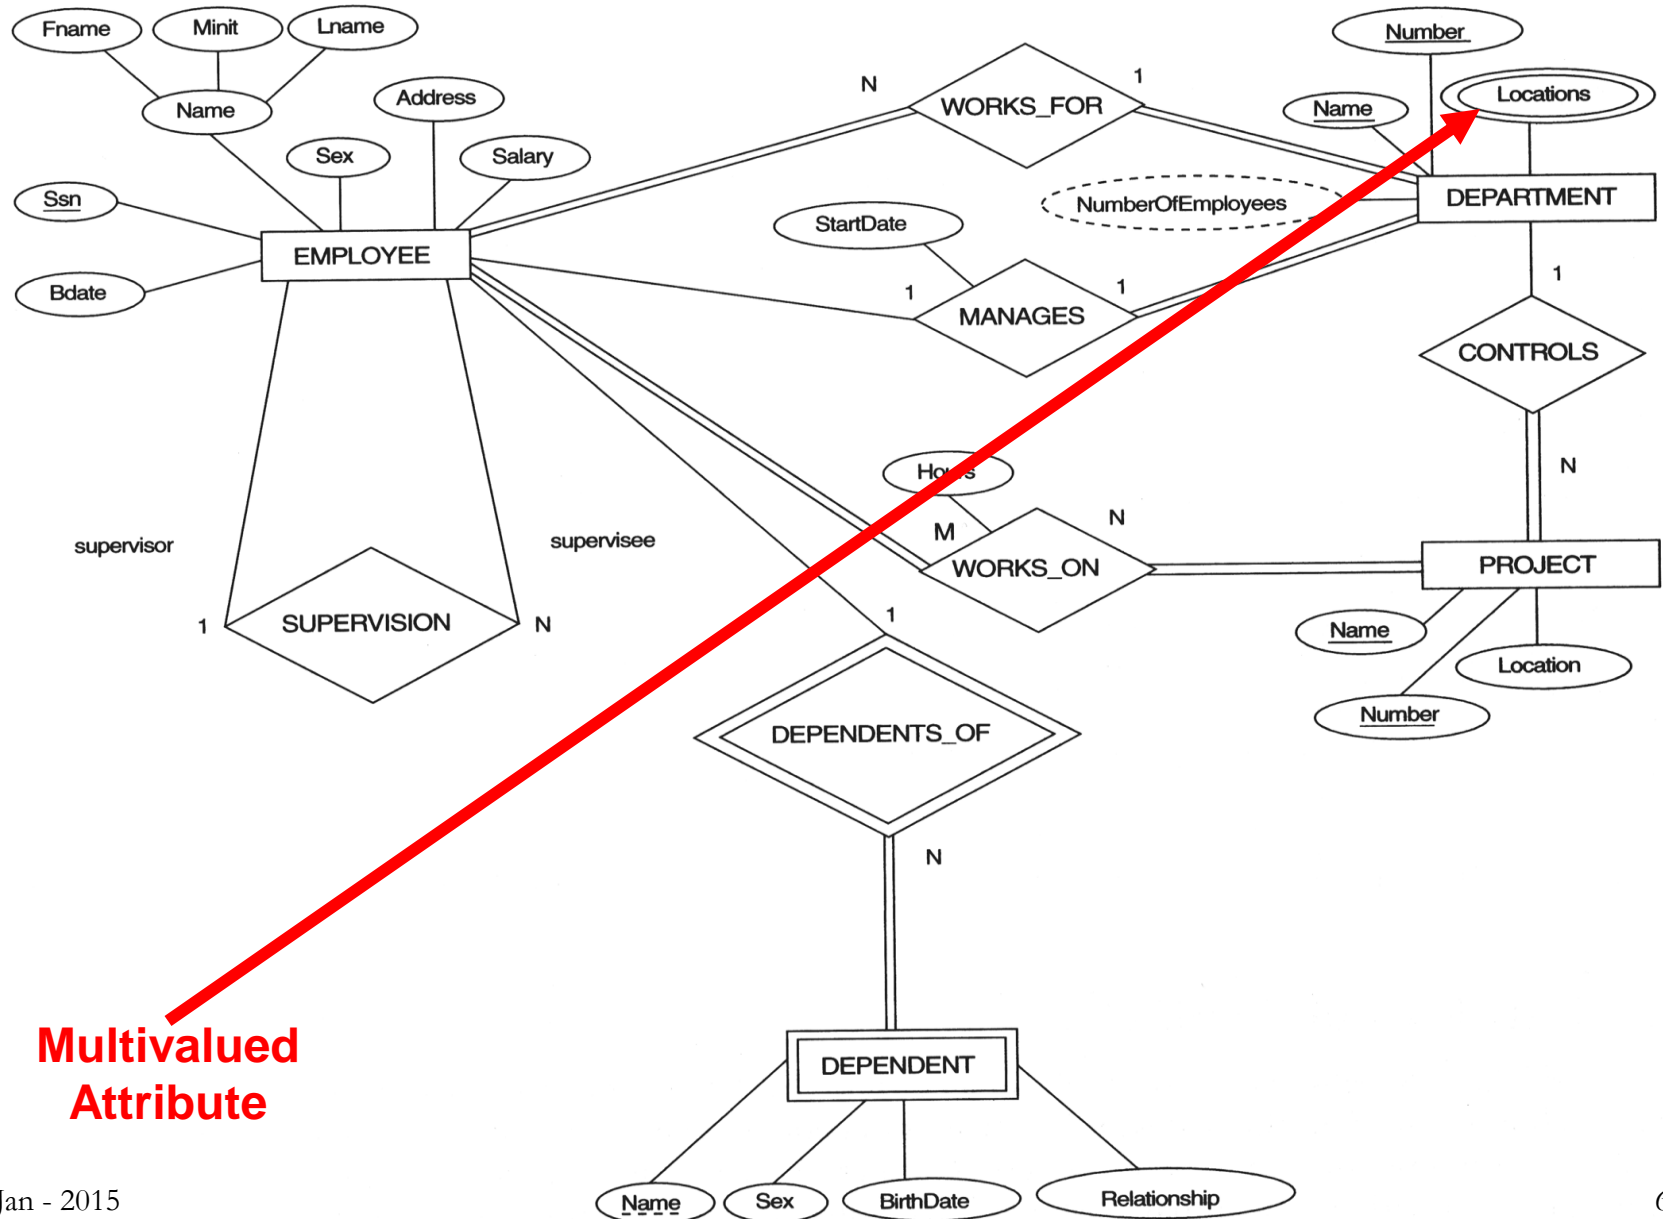 Fname
Minit
Lname
Number
Name
Address
N
WORKS_FOR
1
Name
Locations
Sex
Salary
Ssn
StartDate
NumberOfEmployees
DEPARTMENT
EMPLOYEE
Bdate
1
MANAGES
1
1
CONTROLS
Hours
N
M
N
supervisor
supervisee
WORKS_ON
PROJECT
1
SUPERVISION
N
1
Name
Location
Number
DEPENDENTS_OF
N
Multivalued
Attribute
DEPENDENT
Jan - 2015
Name
Sex
BirthDate
Relationship